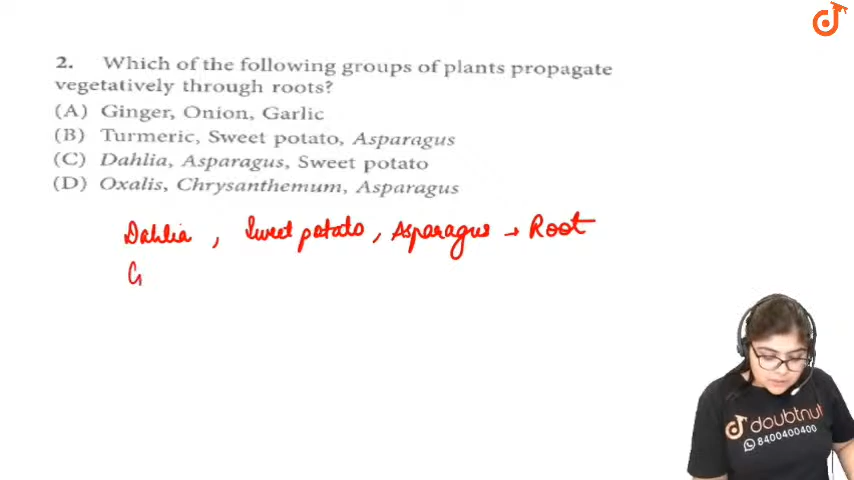 2. Which of the following groups of plants propagate
vegetatively through roots?
(A) Ginger, Onion, Garlic
(B) Turmeric, Sweet potato, Asparagus
(C) Dahlia, Asparagus, Sweet potato
(D) Oxalis, Chrysanthemum, Asparagus
Dahlia, Sweet potato, Asparagus → Root
G
doubtnut
8400400400